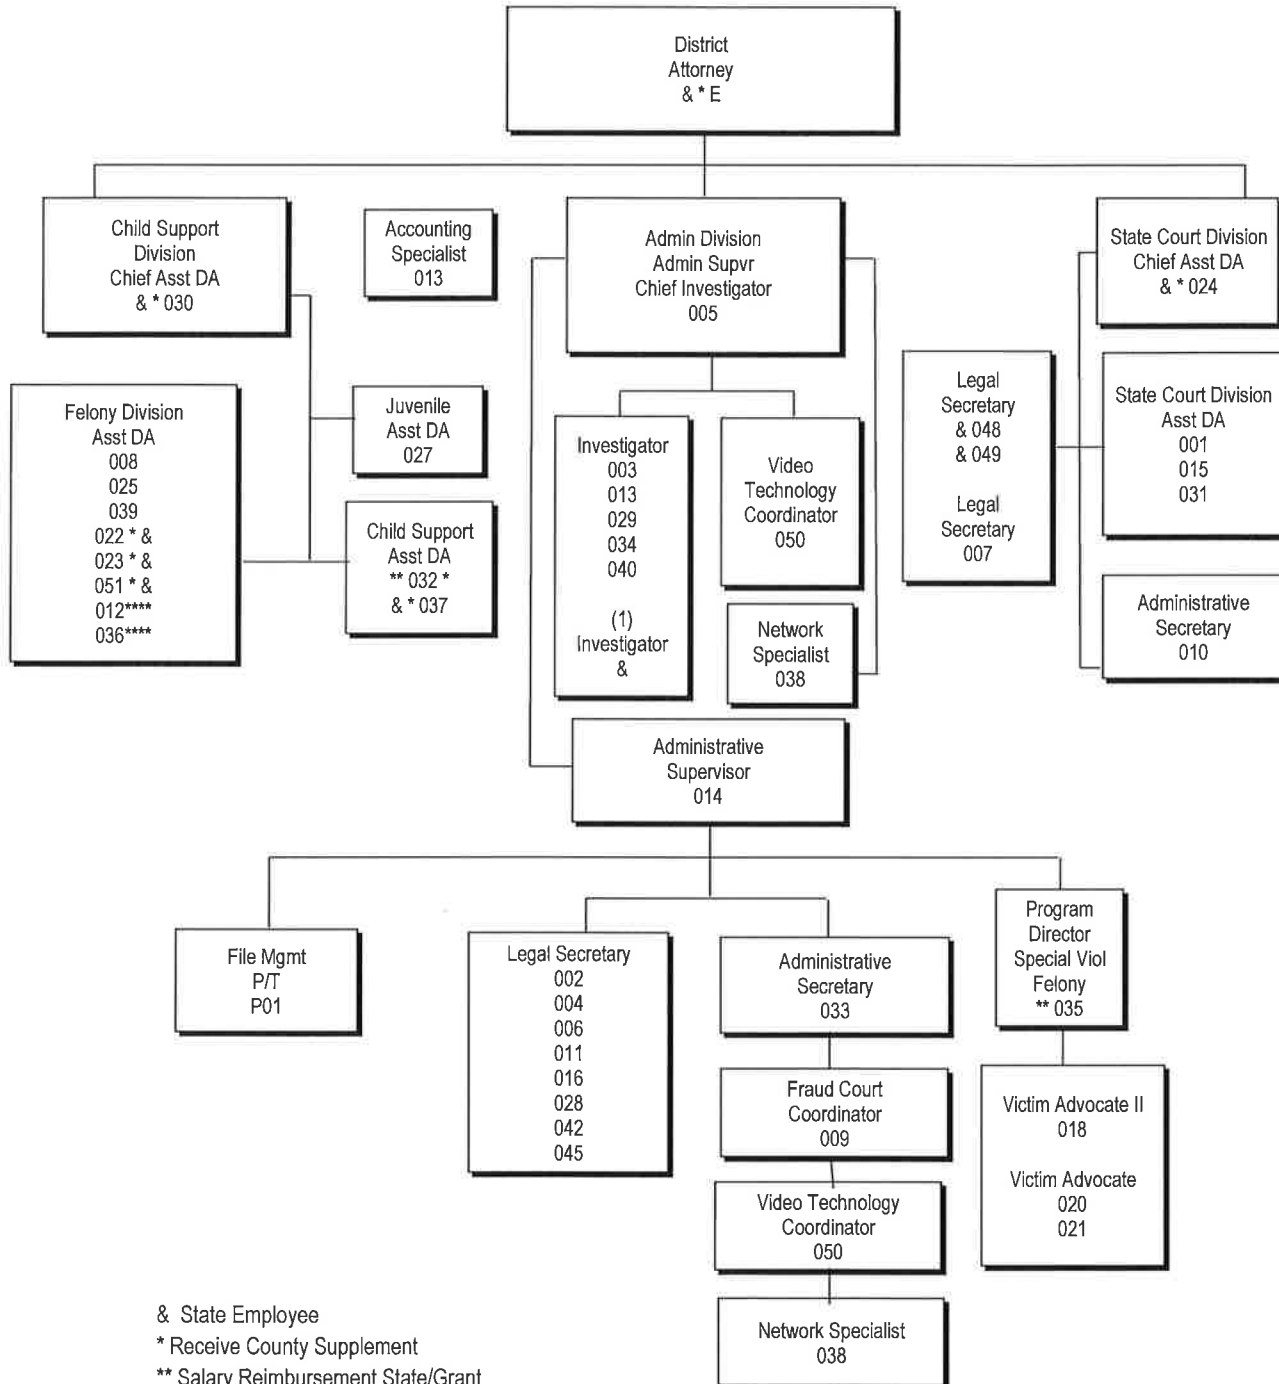 District
Attorney
& * E
Child Support
Division
Chief Asst DA
& * 030
Accounting
Specialist
013
Admin Division
Admin Supvr
Chief Investigator
005
State Court Division
Chief Asst DA
& * 024
Felony Division
Asst DA
008
025
039
022 * &
023 * &
051 * &
012****
036****
Juvenile
Asst DA
027
Child Support
Asst DA
** 032 *
& * 037
Investigator
003
013
029
034
040
(1)
Investigator
&
Video
Technology
Coordinator
050
Network
Specialist
038
Legal
Secretary
& 048
& 049
Legal
Secretary
007
State Court Division
Asst DA
001
015
031
Administrative
Secretary
010
Administrative
Supervisor
014
File Mgmt
P/T
P01
Legal Secretary
002
004
006
011
016
028
042
045
Administrative
Secretary
033
Fraud Court
Coordinator
009
Video Technology
Coordinator
050
Network Specialist
038
Program
Director
Special Viol
Felony
** 035
Victim Advocate II
018
Victim Advocate
020
021
& State Employee
* Receive County Supplement
** Salary Reimbursement State/Grant